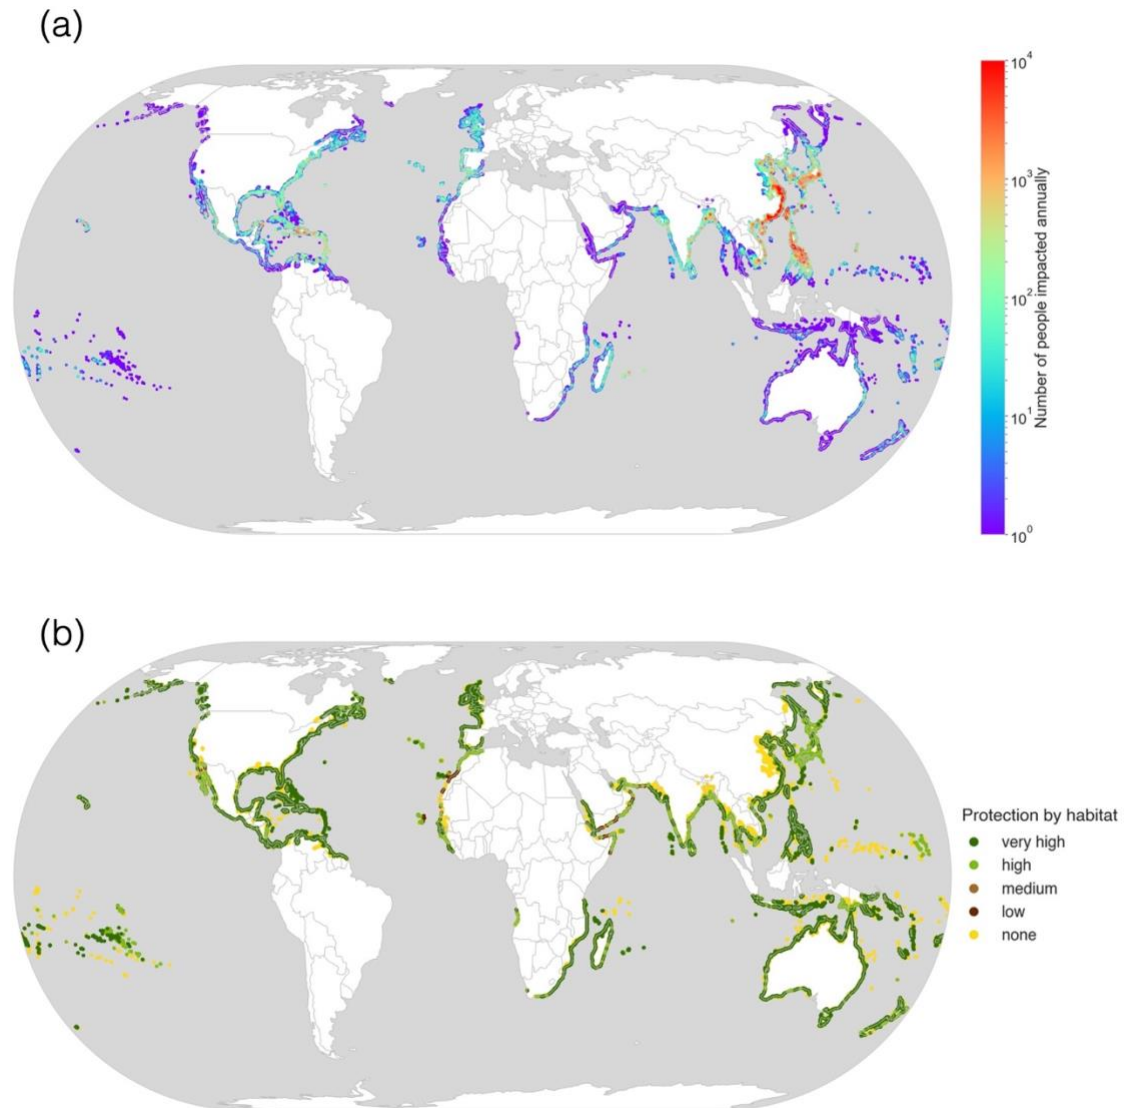 (a)
10^4
10^3
10^2
10^1
10^0
Number of people impacted annually
(b)
Protection by habitat
very high
high
medium
low
none